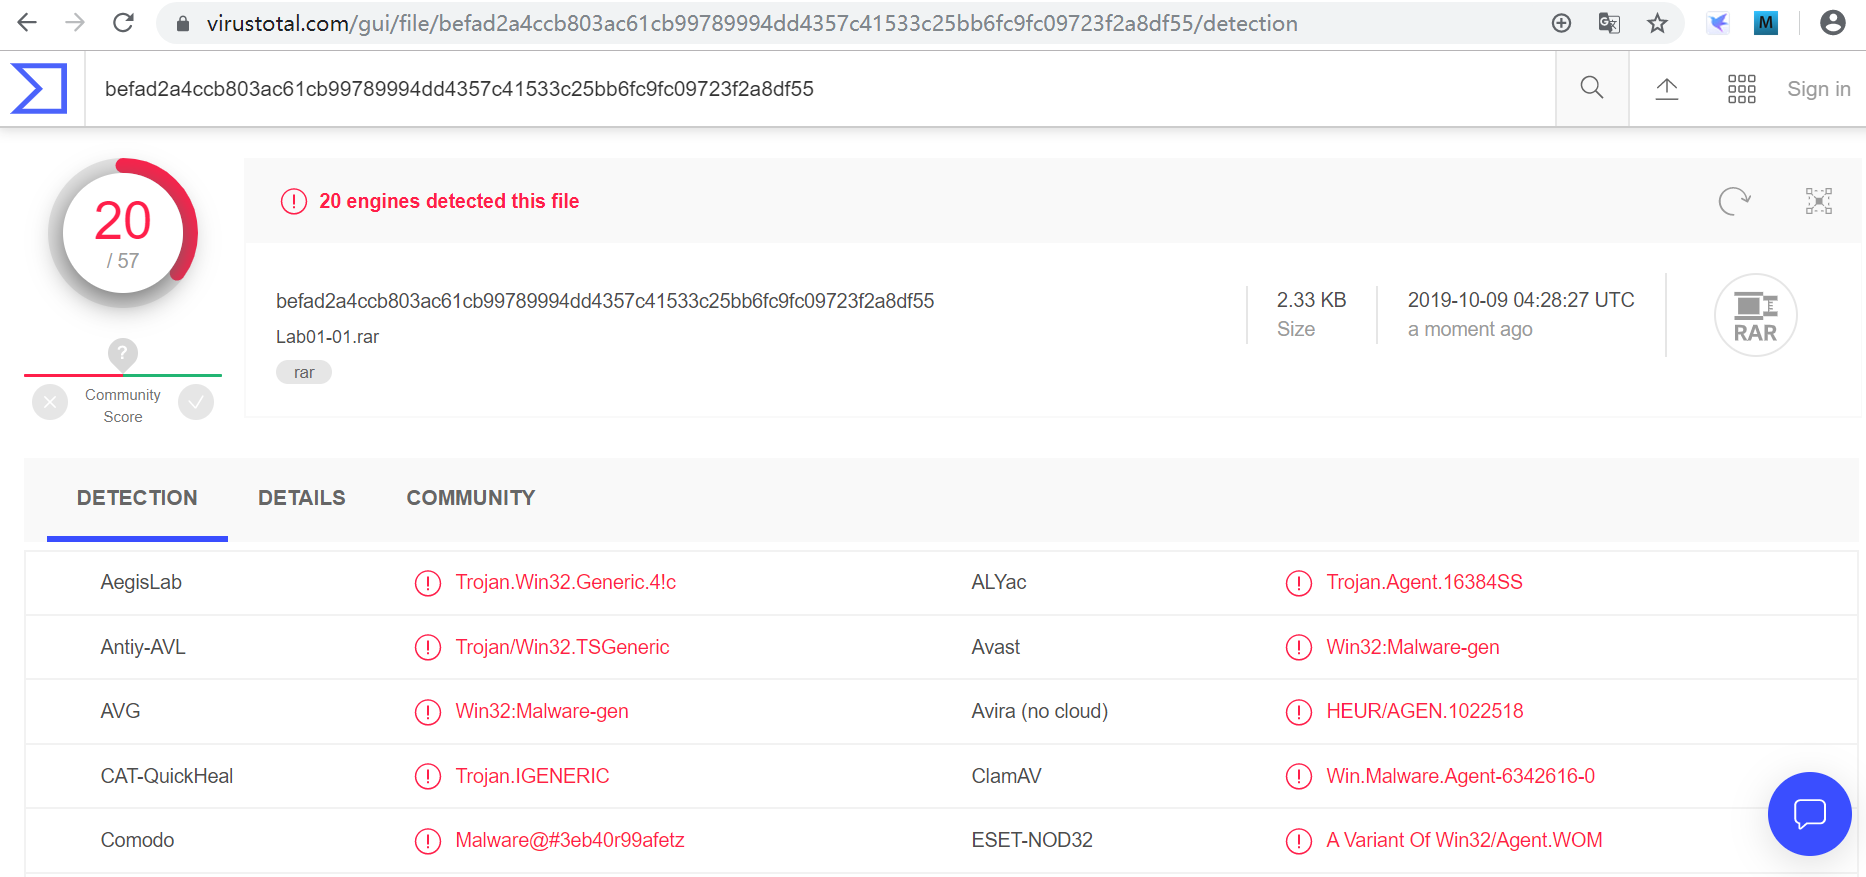 virustotal.com/gui/file/befad2a4ccb803ac61cb99789994dd4357c41533c25bb6fc9fc09723f2a8df55/detection
M
befad2a4ccb803ac61cb99789994dd4357c41533c25bb6fc9fc09723f2a8df55
Sign in
20
/ 57
20 engines detected this file
befad2a4ccb803ac61cb99789994dd4357c41533c25bb6fc9fc09723f2a8df55
Lab01-01.rar
rar
2.33 KB
Size
2019-10-09 04:28:27 UTC
a moment ago
RAR
?
Community
Score
DETECTION DETAILS COMMUNITY
AegisLab Trojan.Win32.Generic.4!c ALYac Trojan.Agent.16384SS
Antiy-AVL Trojan/Win32.TSGeneric Avast Win32:Malware-gen
AVG Win32:Malware-gen Avira (no cloud) HEUR/AGEN.1022518
CAT-QuickHeal Trojan.IGENERIC ClamAV Win.Malware.Agent-6342616-0
Comodo Malware@#3eb40r99afetz ESET-NOD32 A Variant Of Win32/Agent.WOM